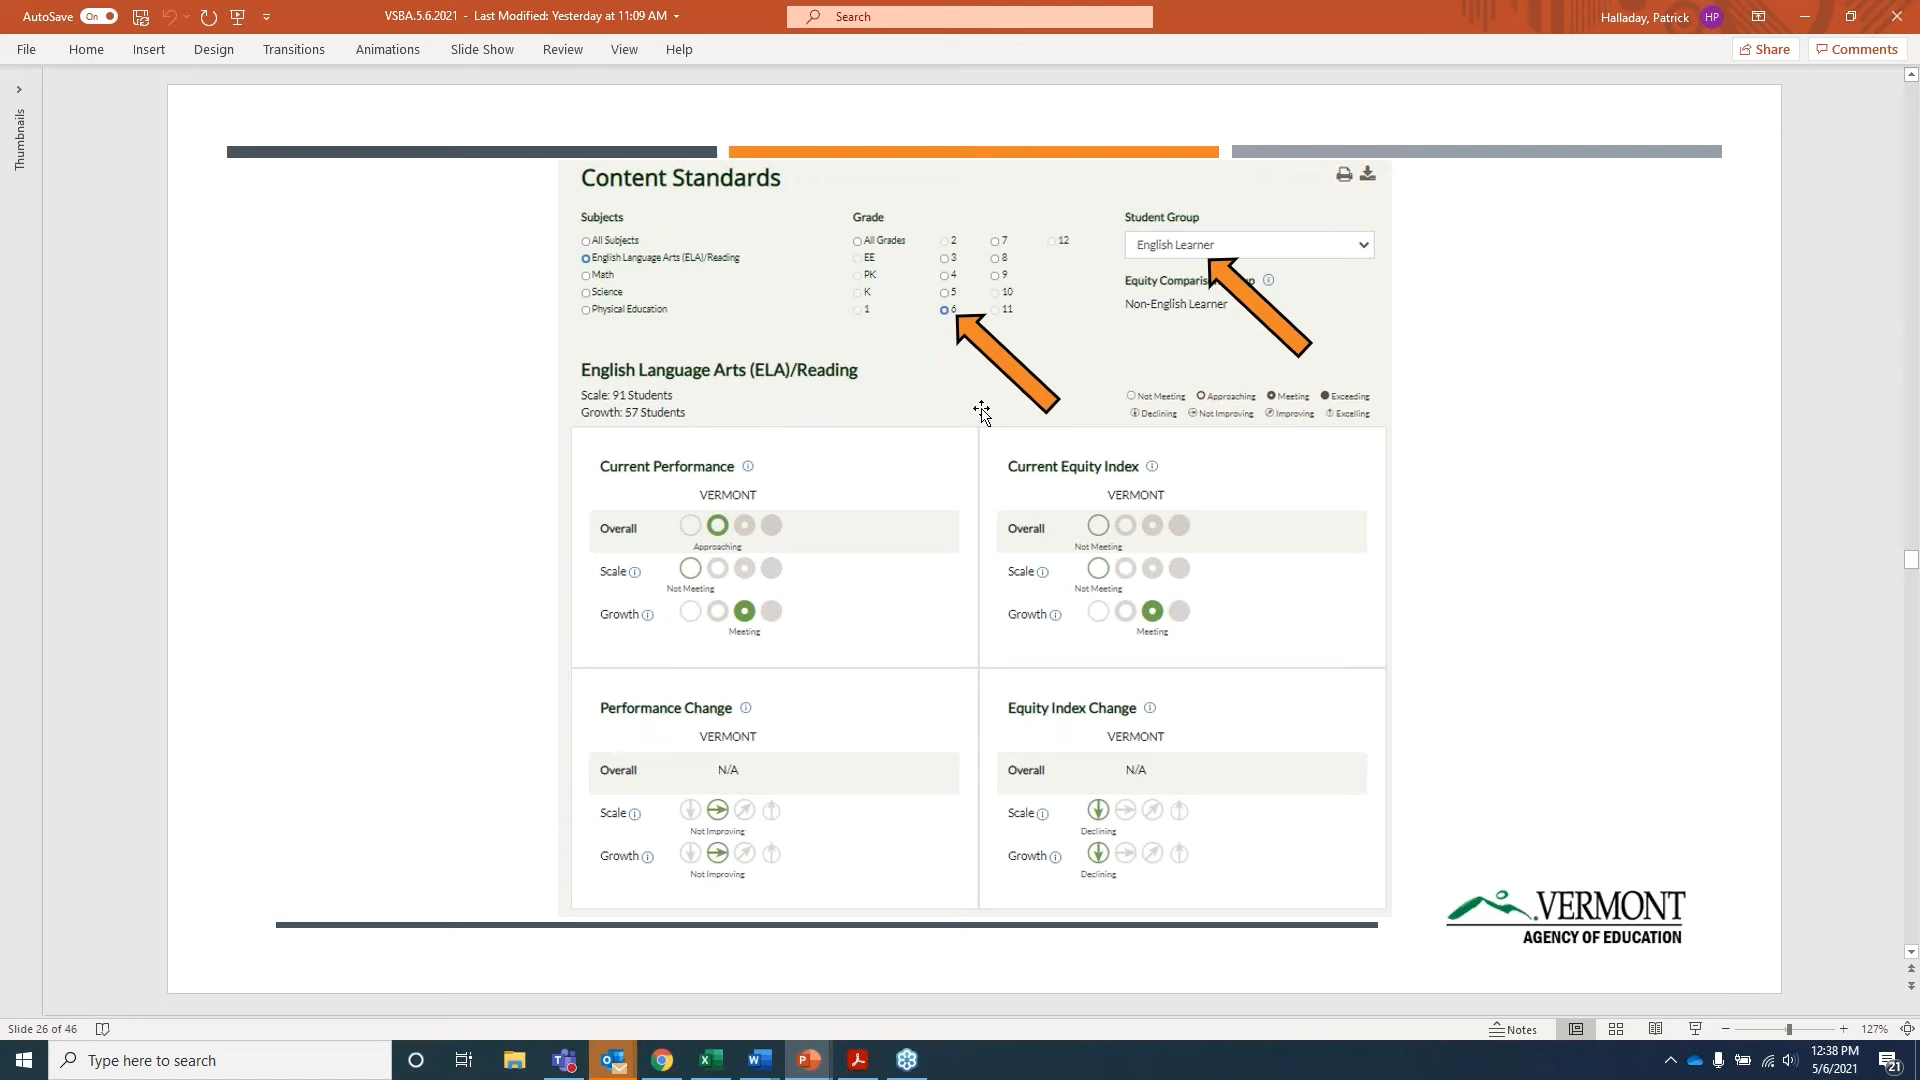 AutoSave On VSBA.5.6.2021 - Last Modified: Yesterday at 11:09 AM Search Halladay, Patrick HP
File Home Insert Design Transitions Animations Slide Show Review View Help Share Comments
Thumbnails
Content Standards
Subjects Grade Student Group
All Subjects All Grades 2 7 12 English Learner
English Language Arts (ELA)/Reading EE 3 8
Math PK 4 9 Equity
Science K 5 10 Non-English Learner
Physical Education 1 6 11
English Language Arts (ELA)/Reading
Scale: 91 Students Not Meeting Approaching Meeting Exceeding
Growth: 57 Students Declining Not Improving Improving Excelling
Current Performance
VERMONT
Overall
Approaching
Scale
Not Meeting
Growth
Meeting
Current Equity Index
VERMONT
Overall
Not Meeting
Scale
Not Meeting
Growth
Meeting
Performance Change
VERMONT
Overall N/A
Scale
Not Improving
Growth
Not Improving
Equity Index Change
VERMONT
Overall N/A
Scale
Declining
Growth
Declining
VERMONT
AGENCY OF EDUCATION
Slide 26 of 46 Notes 127%
Type here to search 12:38 PM
5/6/2021 21